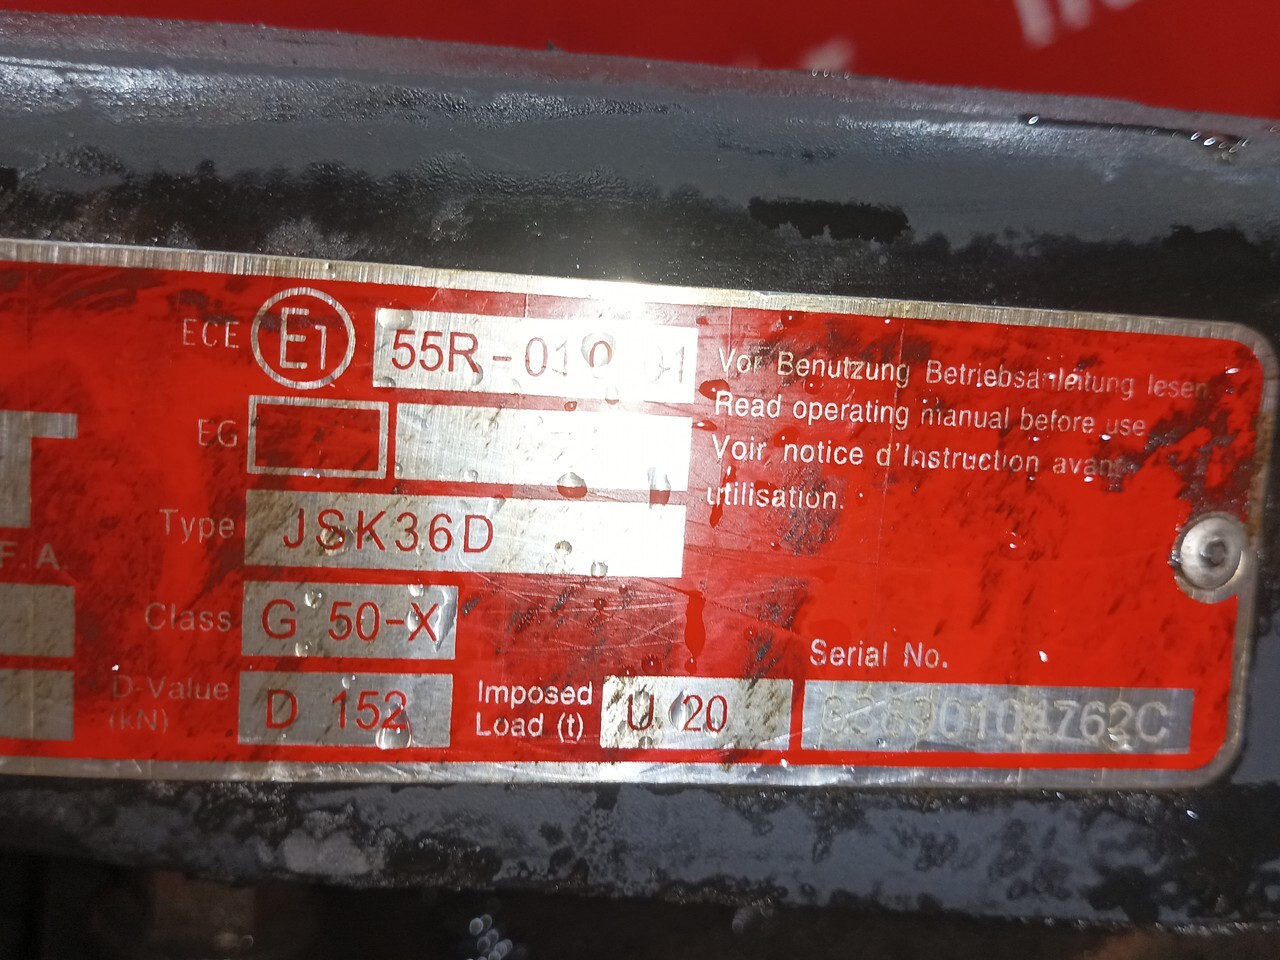 ECE E1 55R-010
Vor Benutzung Betriebsanleitung lesen
Read operating manual before use
EG
Voir notice d'Instruction avant
utilisation.
Type JSK36D
F.A.
Class G 50-X
Serial No.
D-Value
(kN)
D 152
Imposed
Load (t)
U 20